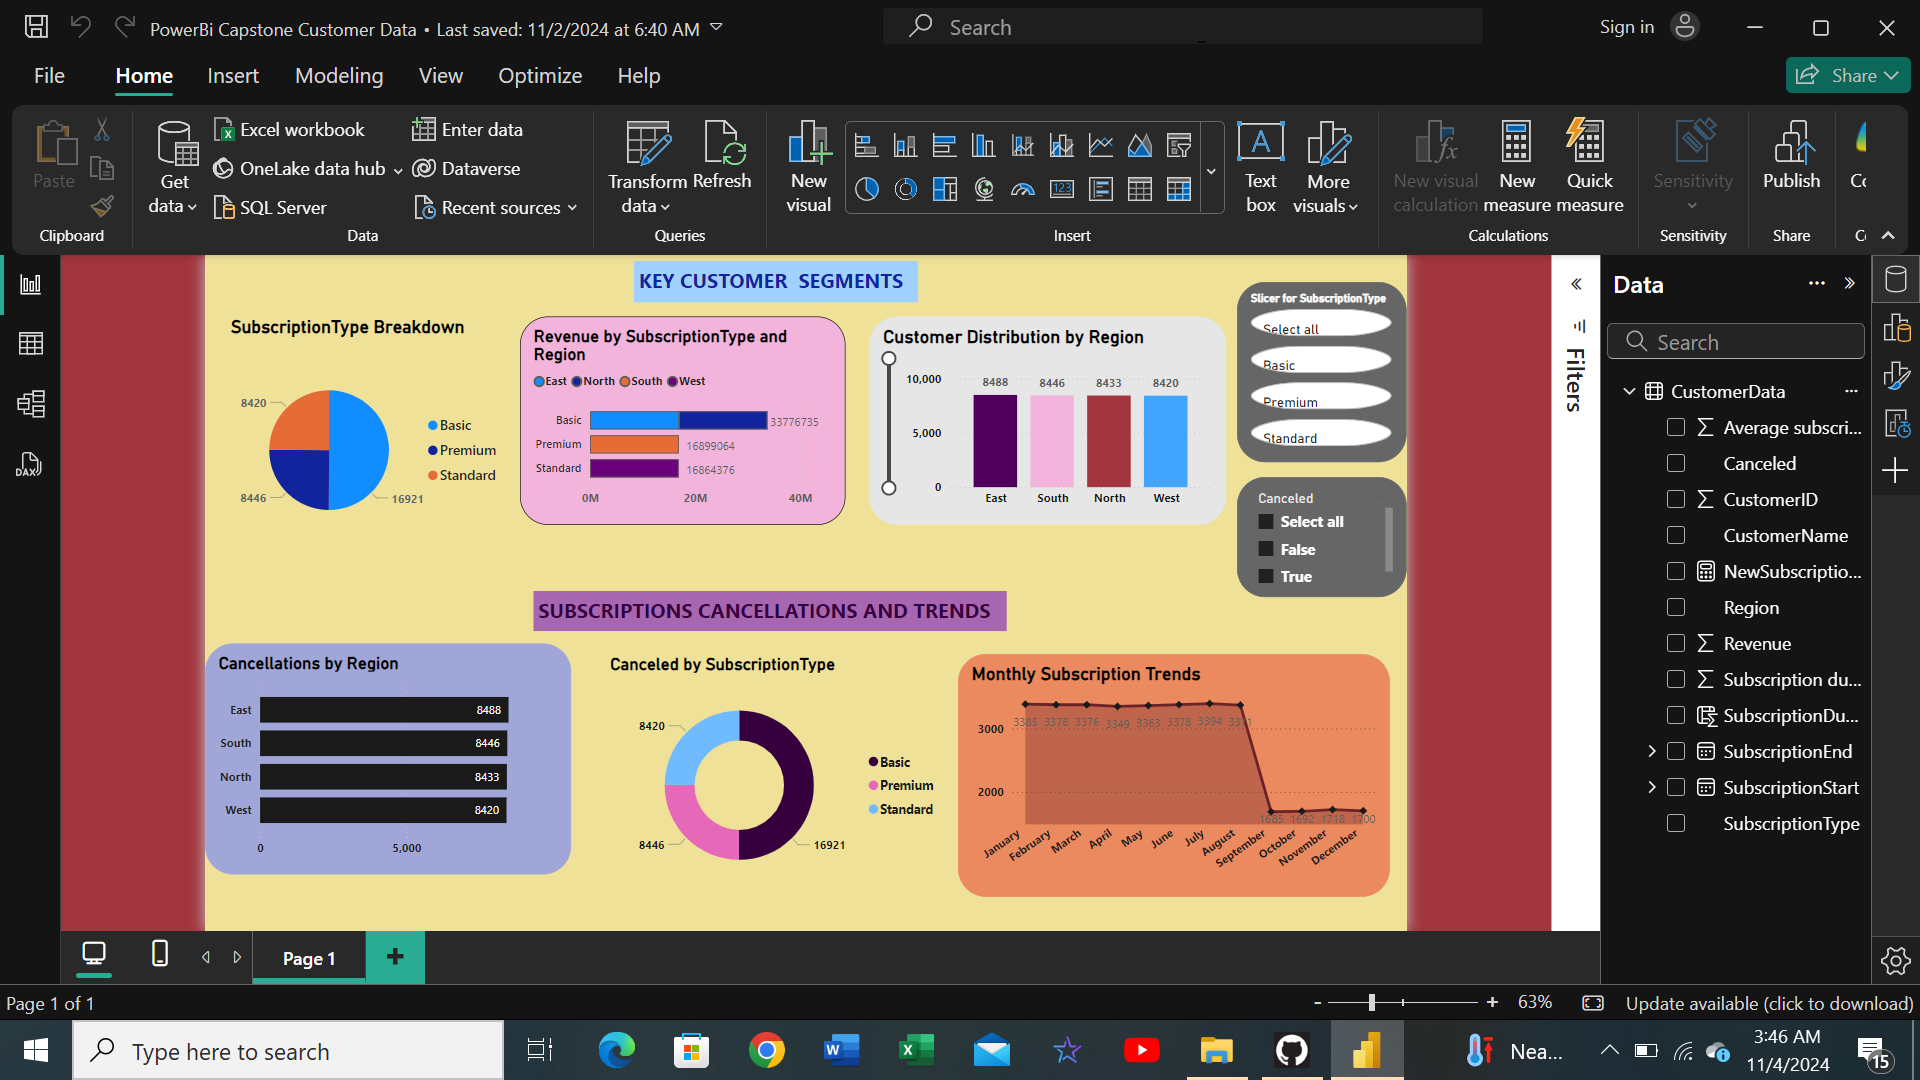 PowerBi Capstone Customer Data • Last saved: 11/2/2024 at 6:40 AM
Search
Sign in
File Home Insert Modeling View Optimize Help
Share
Paste
Clipboard
Get data
Excel workbook
OneLake data hub
SQL Server
Enter data
Dataverse
Recent sources
Data
Transform data
Refresh
Queries
New visual
123
A
Text box
More visuals
Insert
fx
New visual calculation
New measure
Quick measure
Calculations
Sensitivity
Sensitivity
Publish
Share
Cc
KEY CUSTOMER SEGMENTS
SubscriptionType Breakdown
8420
8446
16921
Basic
Premium
Standard
Revenue by SubscriptionType and
Region
East North South West
Basic 33776735
Premium 16899064
Standard 16864376
0M 20M 40M
Customer Distribution by Region
10,000
5,000
0
8488 8446 8433 8420
East South North West
Slicer for SubscriptionType
Select all
Basic
Premium
Standard
Canceled
Select all
False
True
SUBSCRIPTIONS CANCELLATIONS AND TRENDS
Cancellations by Region
East 8488
South 8446
North 8433
West 8420
0 5,000
Canceled by SubscriptionType
8420
8446
16921
Basic
Premium
Standard
Monthly Subscription Trends
3000
2000
3376 3376 3349 3363 3378 3394
1685 1692 1718 1700
January February March April May June July August September October November December
Filters
Data
Search
CustomerData
Average subscri...
Canceled
CustomerID
CustomerName
NewSubscriptio...
Region
Revenue
Subscription du...
SubscriptionDu...
SubscriptionEnd
SubscriptionStart
SubscriptionType
DAX
Page 1
Page 1 of 1
63%
Update available (click to download)
Type here to search
Nea...
3:46 AM
11/4/2024
15